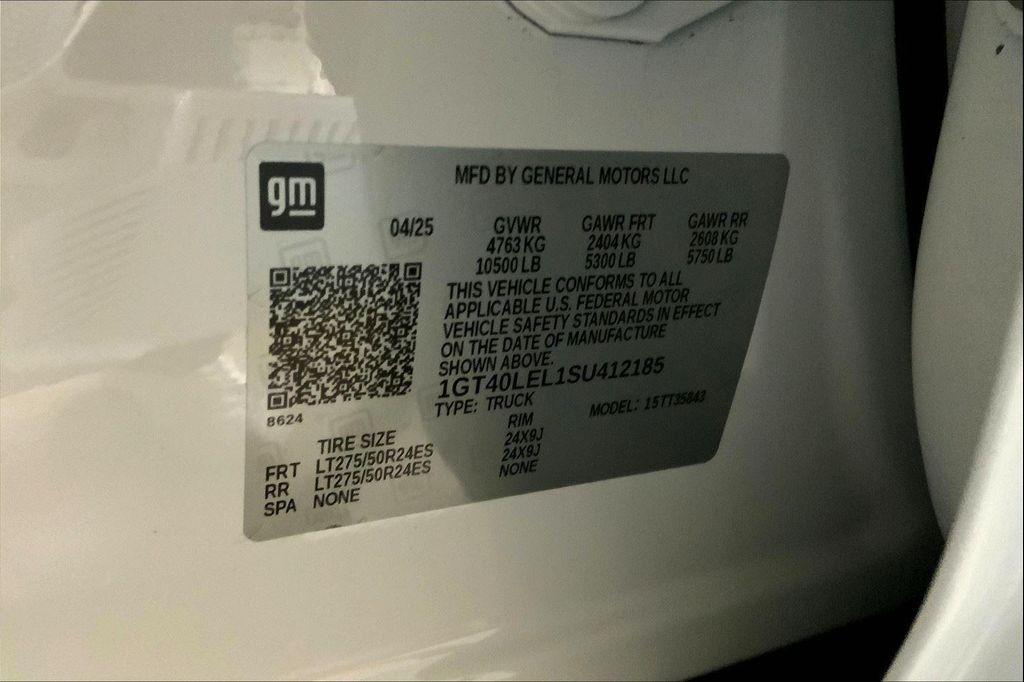 gm
MFD BY GENERAL MOTORS LLC
04/25
GVWR GAWR FRT GAWR RR
4763 KG 2404 KG 2608 KG
10500 LB 5300 LB 5750 LB
THIS VEHICLE CONFORMS TO ALL
APPLICABLE U.S. FEDERAL MOTOR
VEHICLE SAFETY STANDARDS IN EFFECT
ON THE DATE OF MANUFACTURE
SHOWN ABOVE.
1GT40LEL1SU412185
TYPE: TRUCK MODEL: 15TT35843
8624
TIRE SIZE RIM
FRT LT275/50R24ES 24X9J
RR LT275/50R24ES 24X9J
SPA NONE NONE